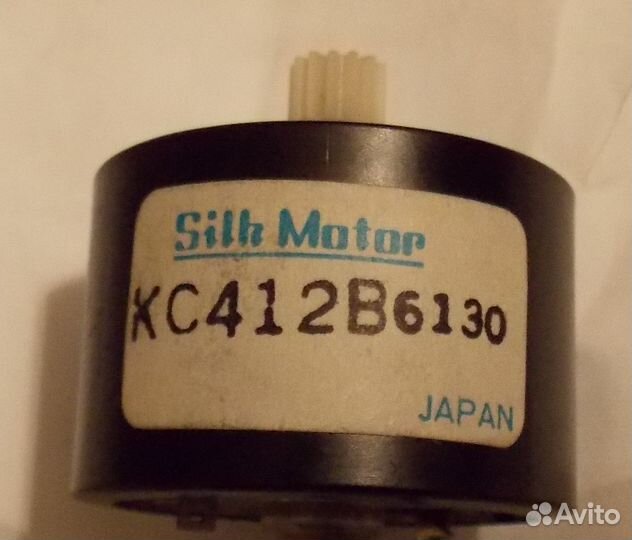 Silk Motor
KC412B6130
JAPAN
Avito